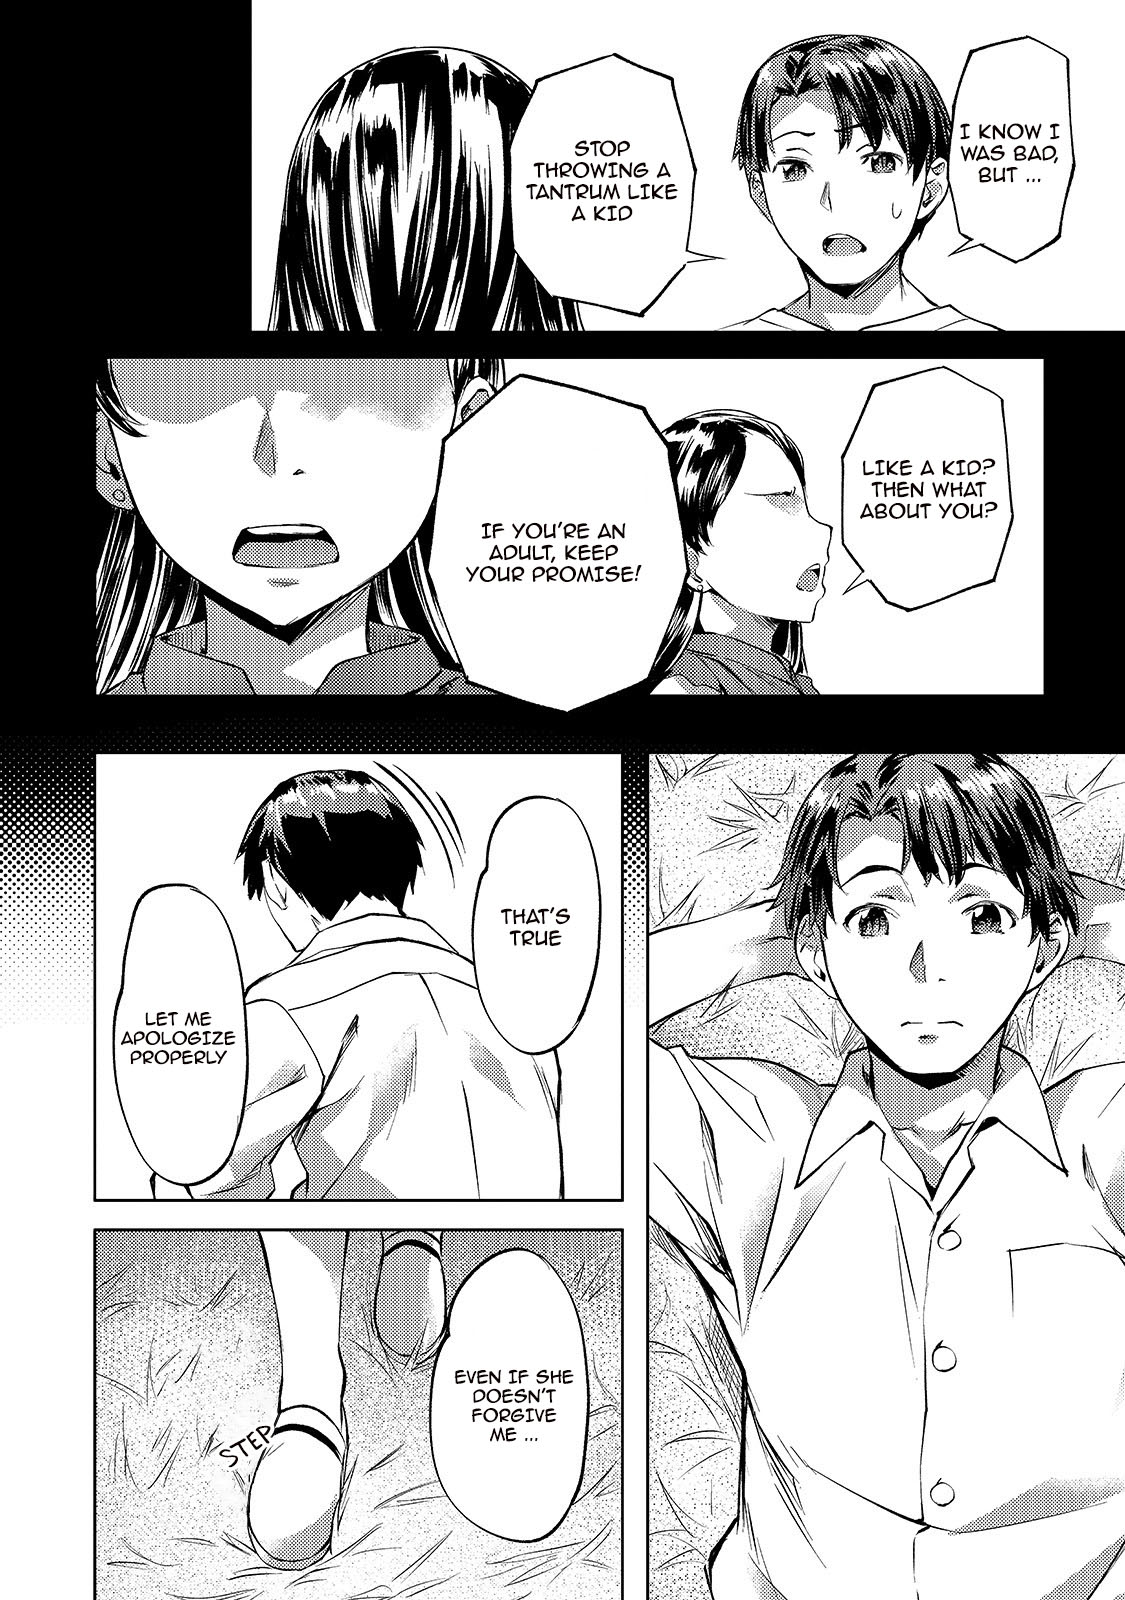 I KNOW I
WAS BAD,
BUT ...
STOP
THROWING A
TANTRUM LIKE
A KID
LIKE A KID?
THEN WHAT
ABOUT YOU?
IF YOU'RE AN
ADULT, KEEP
YOUR PROMISE!
THAT'S
TRUE
LET ME
APOLOGIZE
PROPERLY
EVEN IF SHE
DOESN'T
FORGIVE
ME ...
STEP